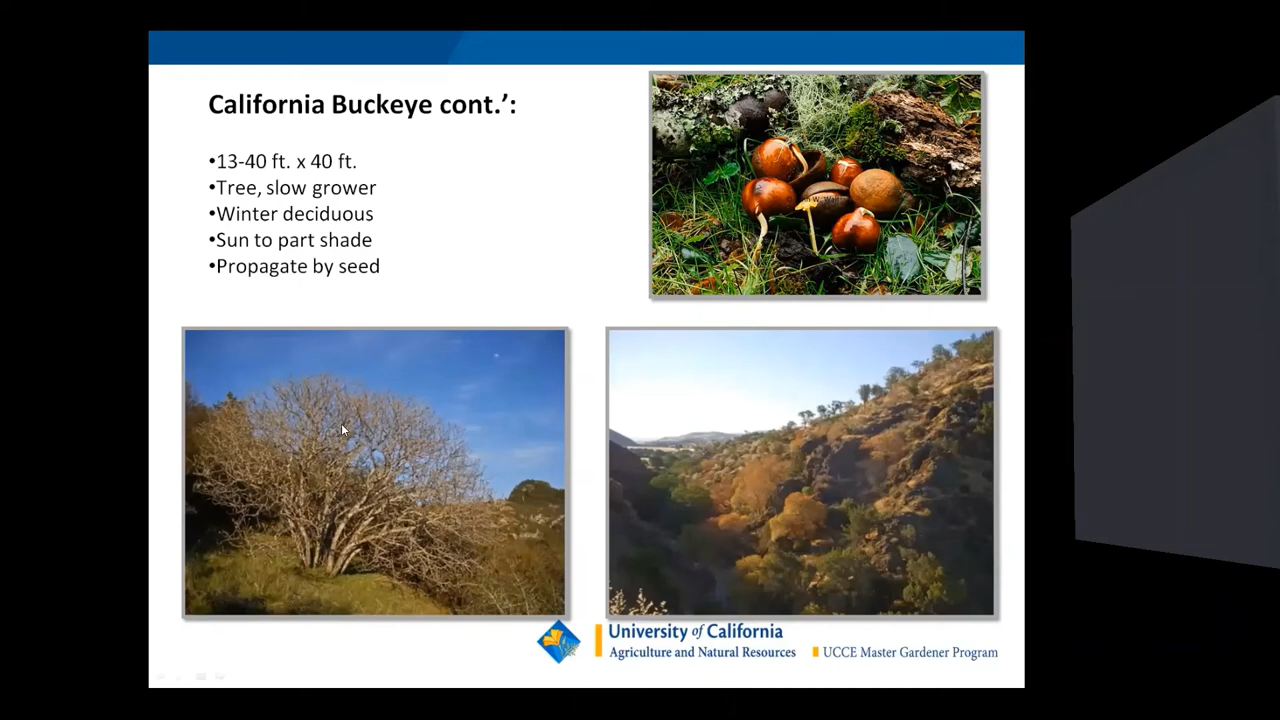 California Buckeye cont.’:
•13-40 ft. x 40 ft.
•Tree, slow grower
•Winter deciduous
•Sun to part shade
•Propagate by seed
University of California
Agriculture and Natural Resources
UCCE Master Gardener Program